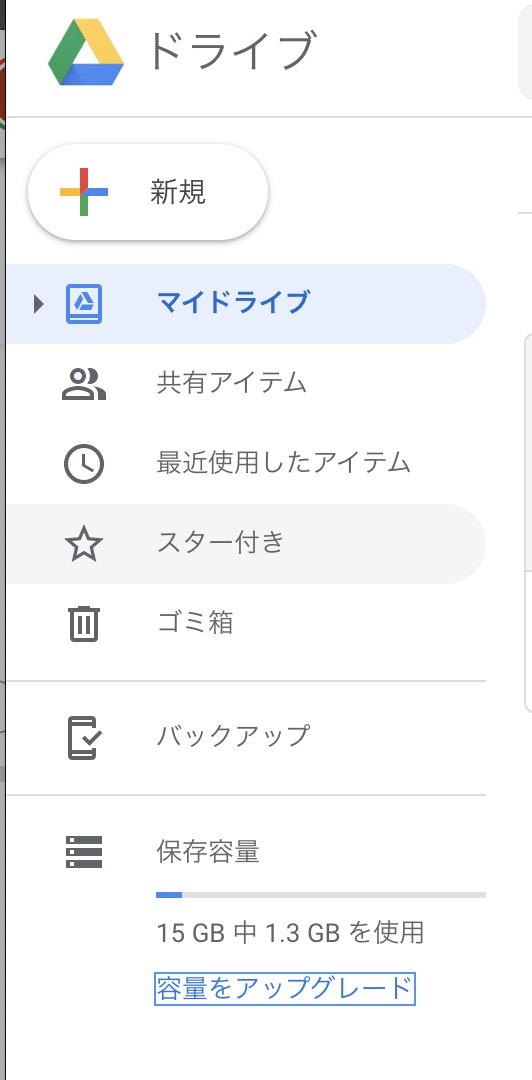 ドライブ
新規
マイドライブ
共有アイテム
最近使用したアイテム
スター付き
ゴミ箱
バックアップ
保存容量
15 GB 中 1.3 GB を使用
容量をアップグレード